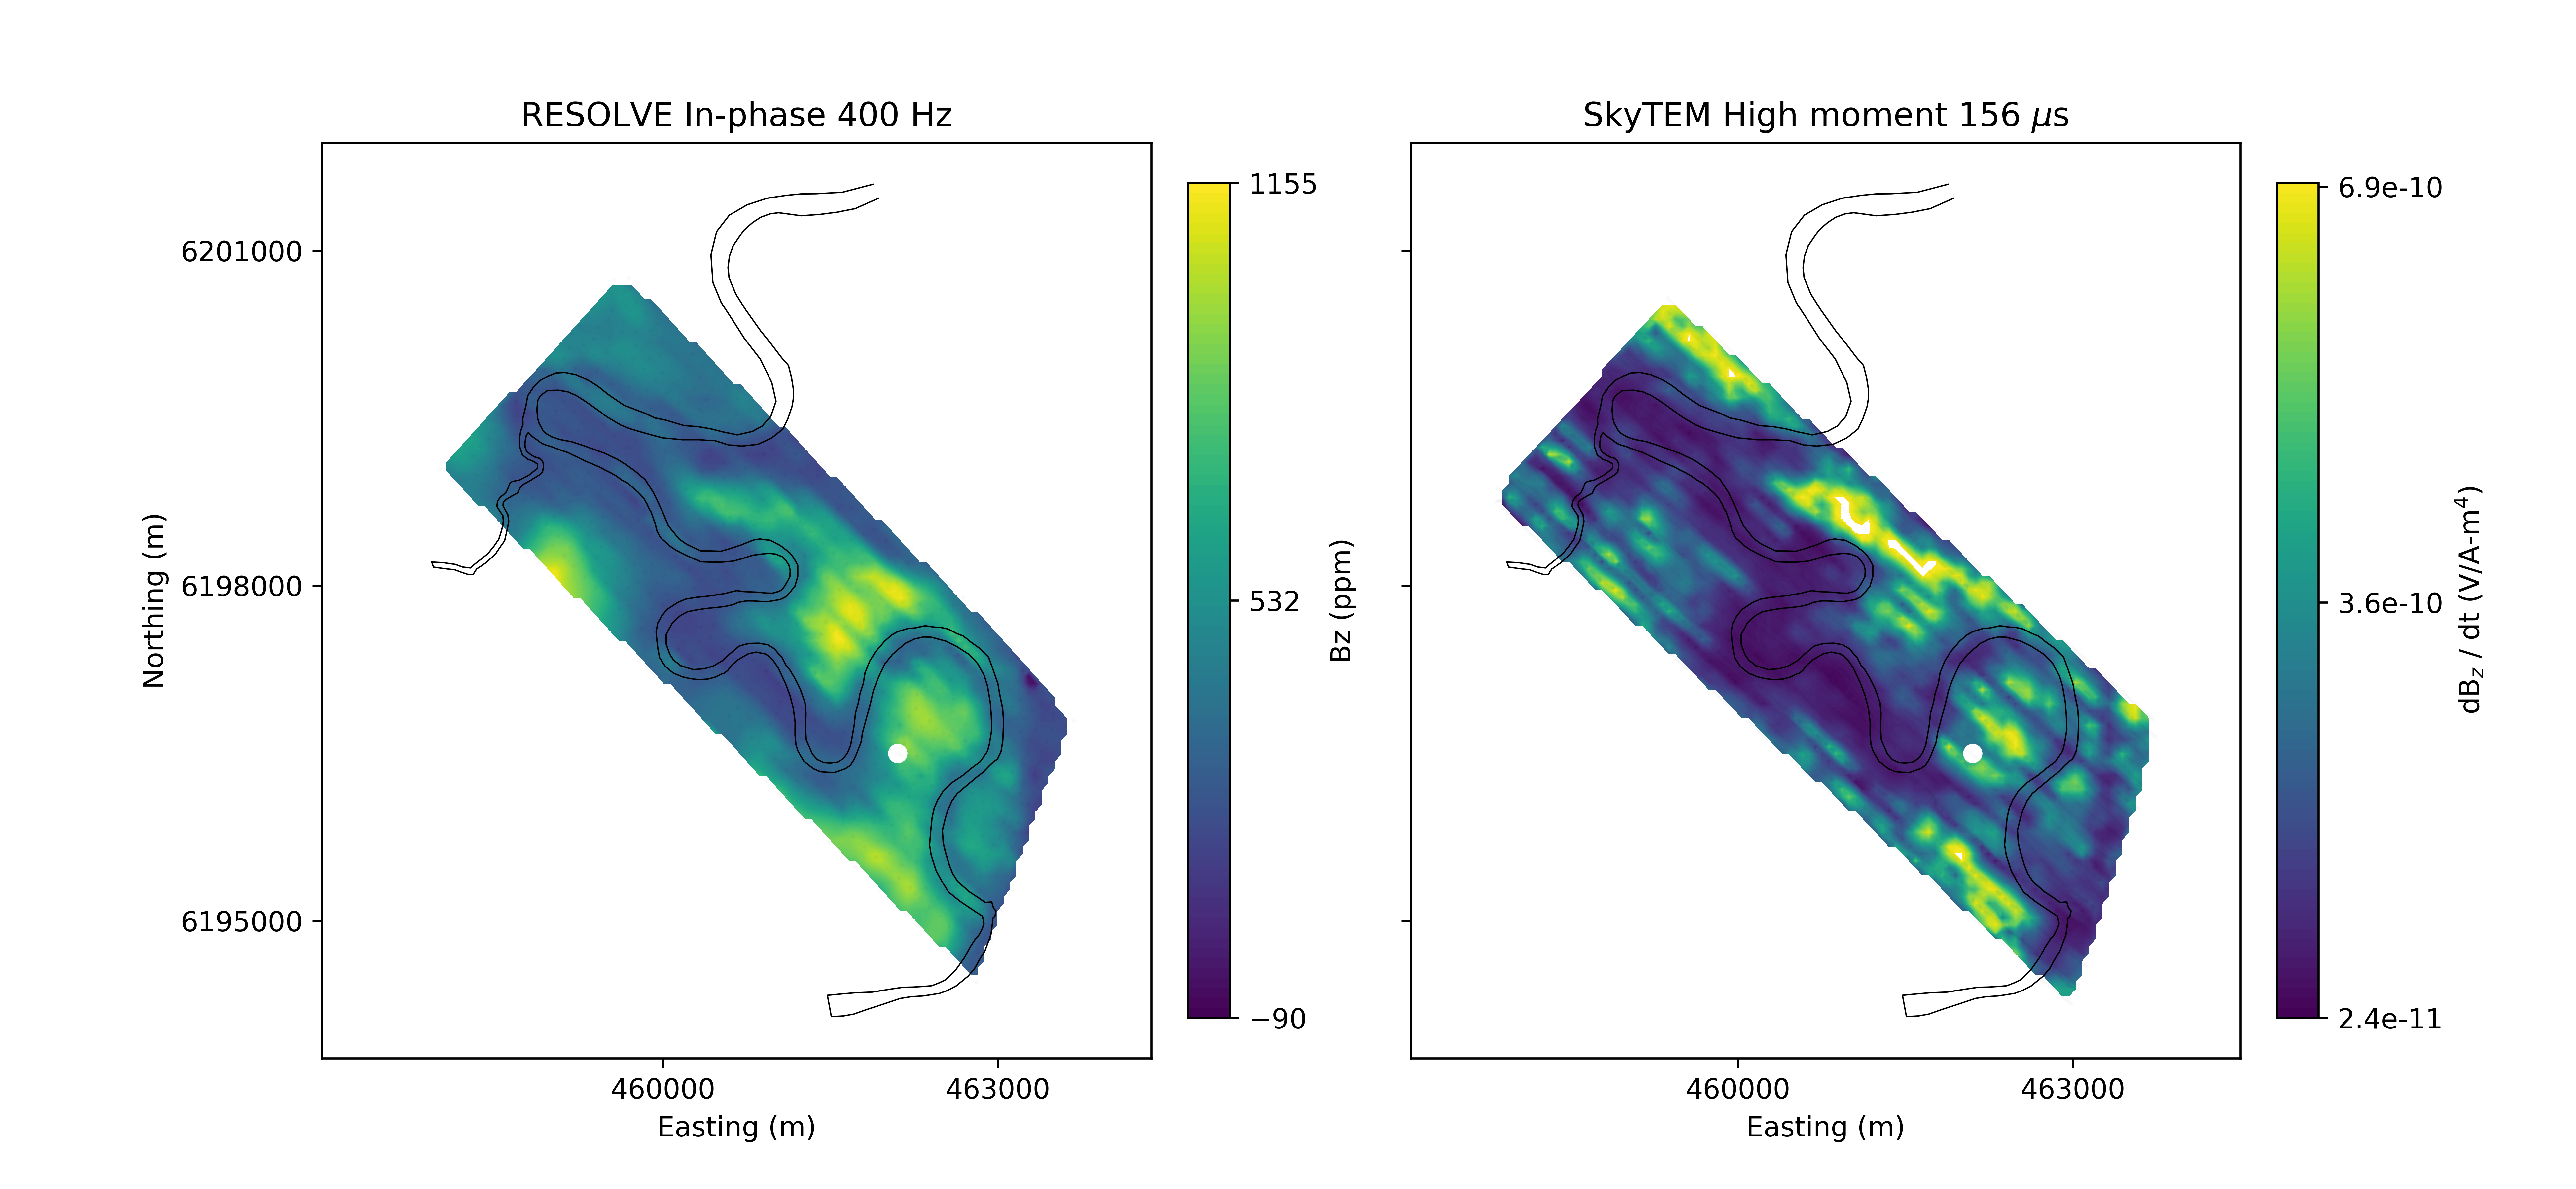 RESOLVE In-phase 400 Hz
SkyTEM High moment 156 μs
6201000
6198000
6195000
Northing (m)
460000
463000
Easting (m)
1155
532
−90
Bz (ppm)
460000
463000
Easting (m)
6.9e-10
3.6e-10
2.4e-11
dBz / dt (V/A-m⁴)